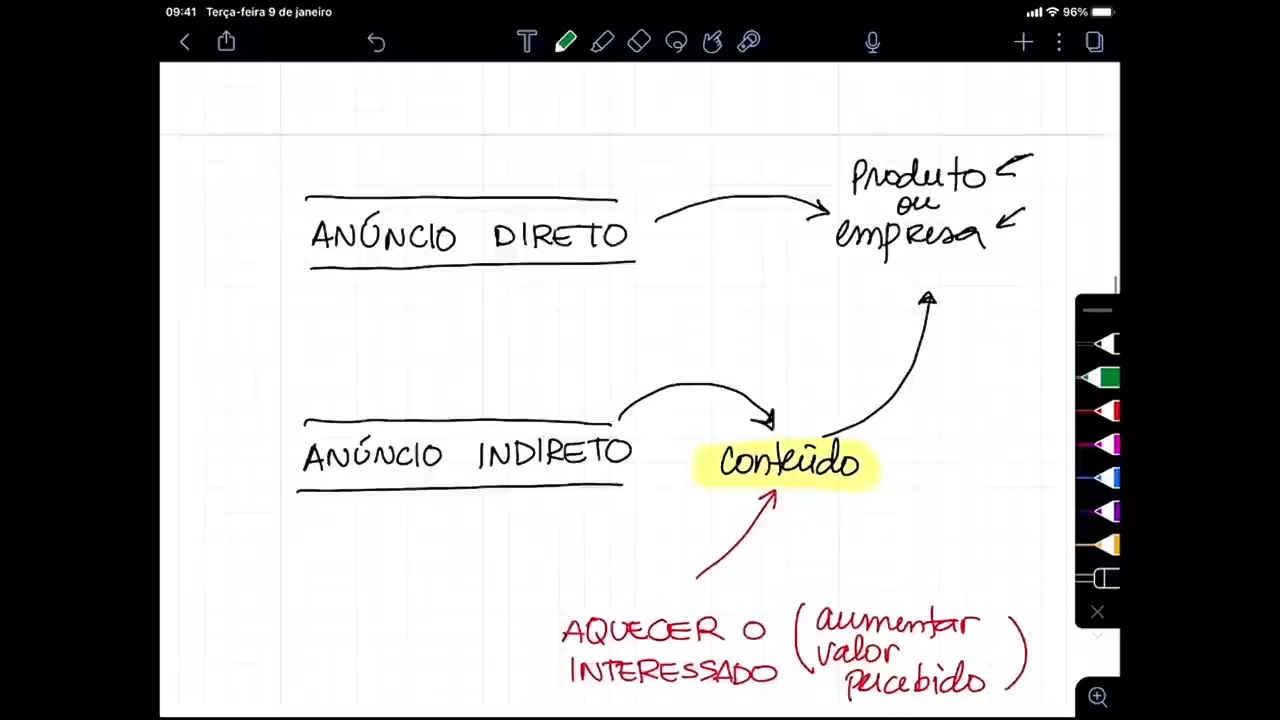 09:41 Terça-feira 9 de janeiro
96%
Produto
ou
empresa
ANÚNCIO DIRETO
ANÚNCIO INDIRETO
conteúdo
AQUECER O
INTERESSADO
(aumentar
valor
percebido)